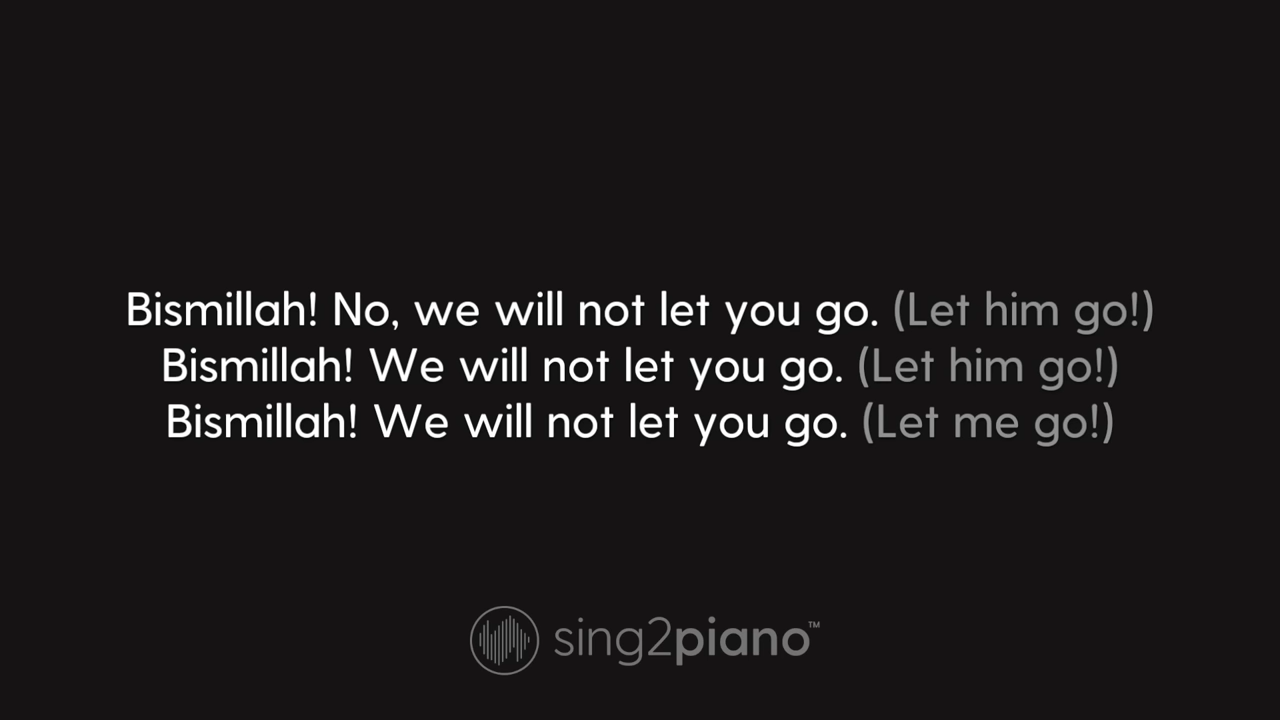 Bismillah! No, we will not let you go. (Let him go!)
Bismillah! We will not let you go. (Let him go!)
Bismillah! We will not let you go. (Let me go!)
sing2piano™